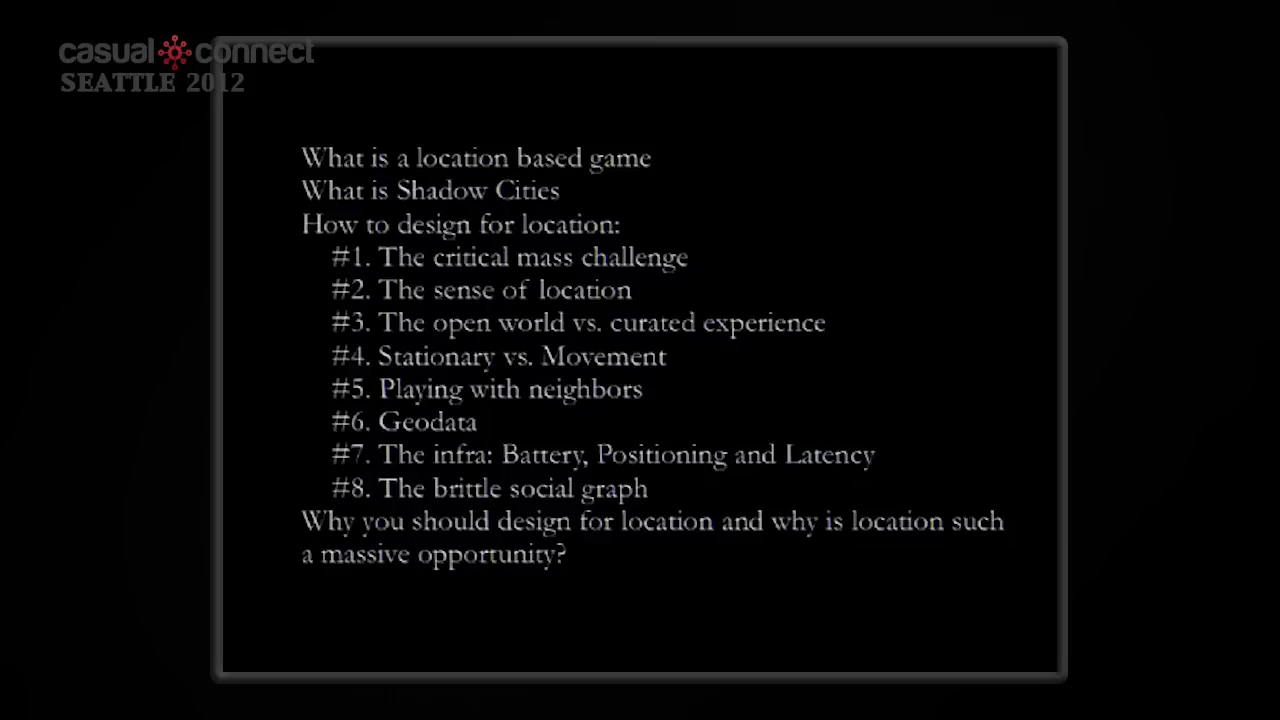 casual connect
SEATTLE 2012
What is a location based game
What is Shadow Cities
How to design for location:
#1. The critical mass challenge
#2. The sense of location
#3. The open world vs. curated experience
#4. Stationary vs. Movement
#5. Playing with neighbors
#6. Geodata
#7. The infra: Battery, Positioning and Latency
#8. The brittle social graph
Why you should design for location and why is location such
a massive opportunity?